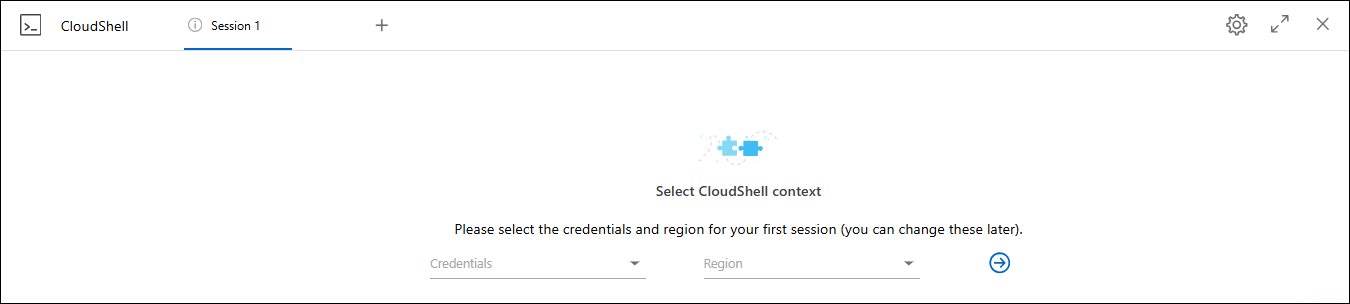 CloudShell
Session 1
Select CloudShell context
Please select the credentials and region for your first session (you can change these later).
Credentials
Region